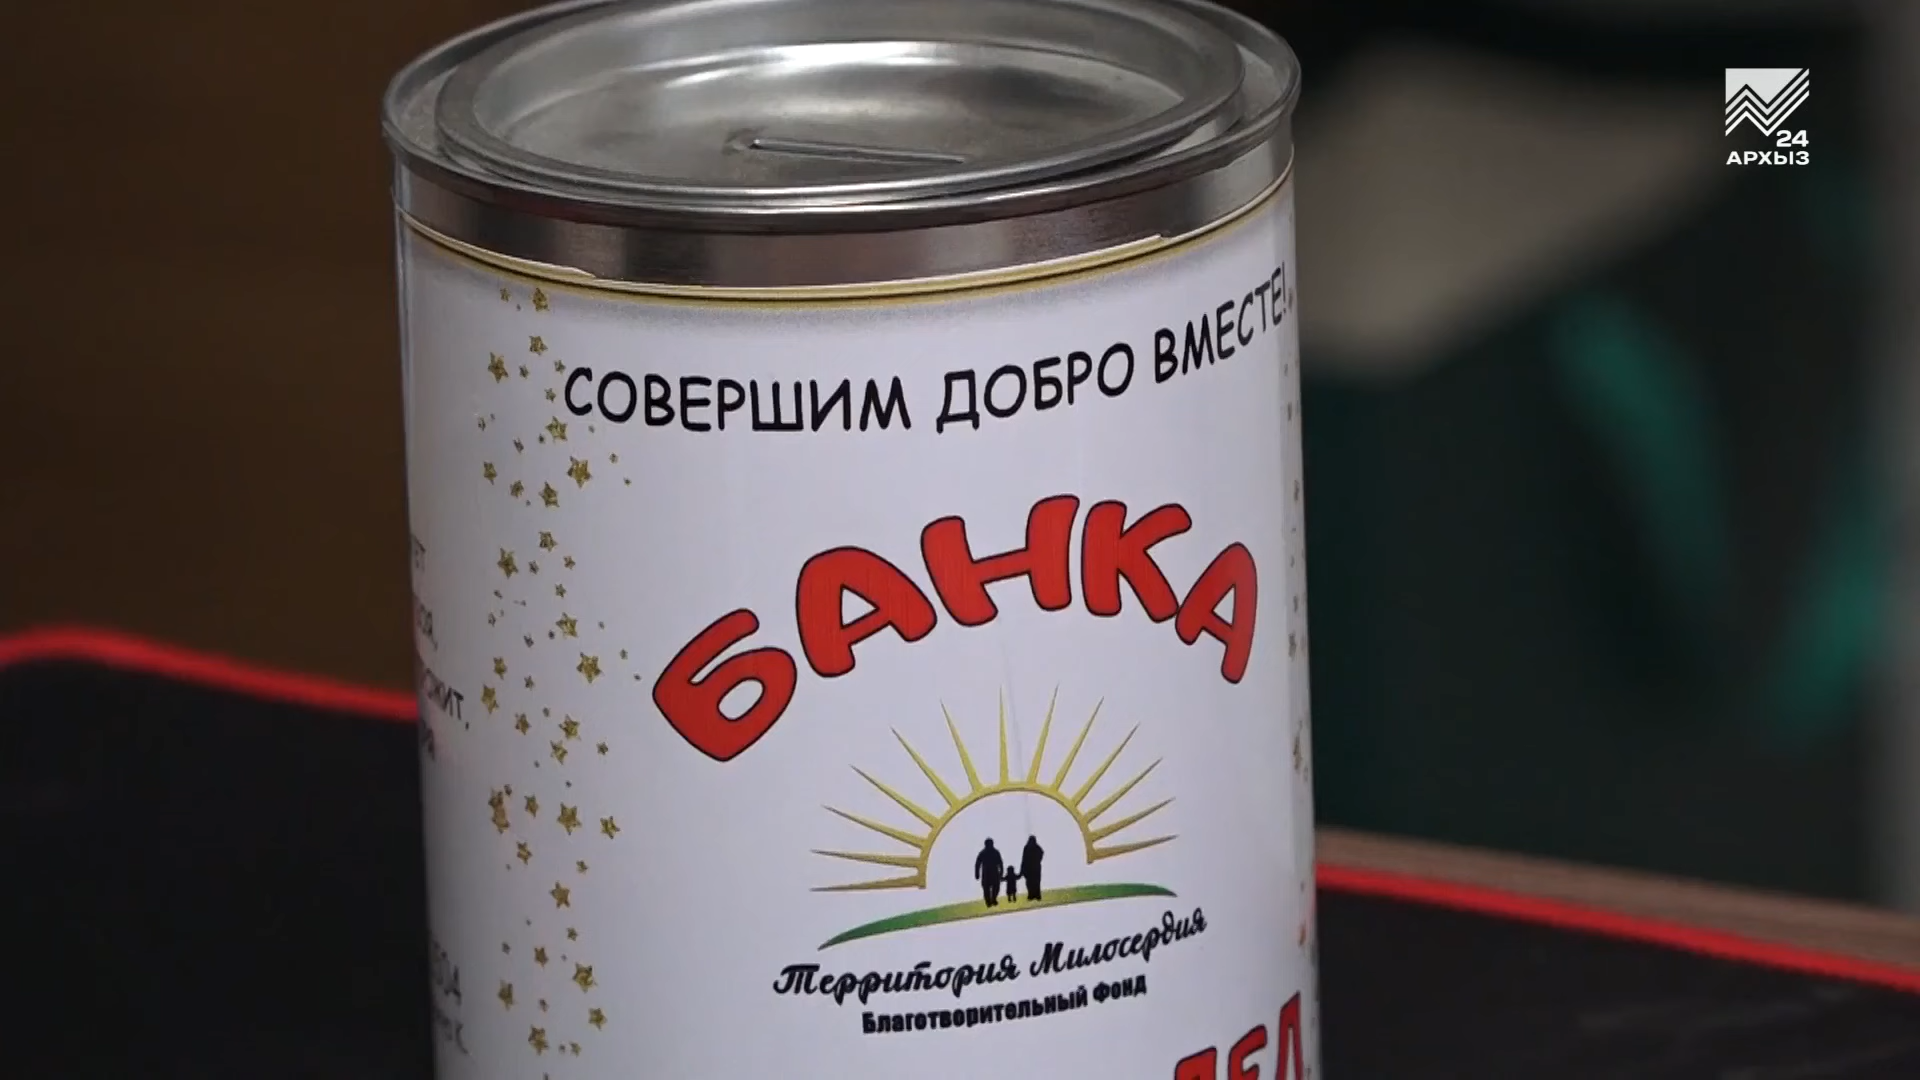 24
АРХЫЗ
СОВЕРШИМ ДОБРО ВМЕСТЕ!
БАНКА
Территория Милосердия
Благотворительный Фонд